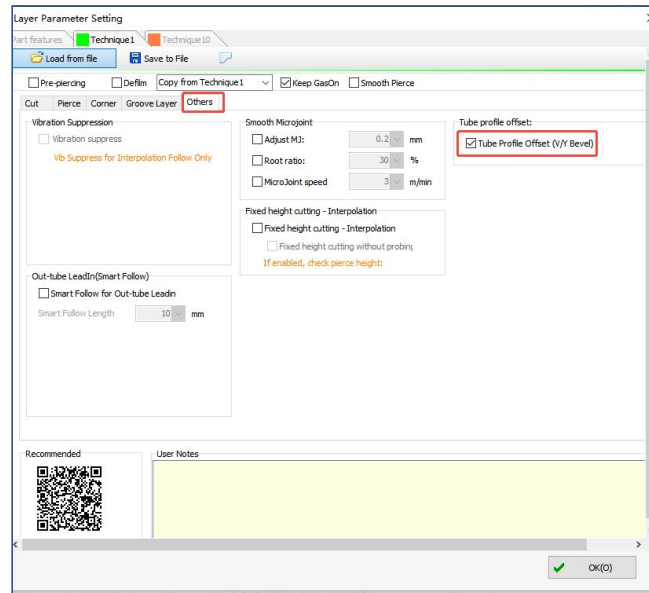 Layer Parameter Setting
Part features Technique1 Technique10
Load from file Save to File
Pre-piercing Defilm Copy from Technique1 Keep GasOn Smooth Pierce
Cut Pierce Corner Groove Layer Others
Vibration Suppression
Vibration suppress
Vib Suppress for Interpolation Follow Only
Smooth Microjoint
Adjust MJ: 0.2 mm
Root ratio: 30 %
MicroJoint speed 3 m/min
Tube profile offset:
Tube Profile Offset (V/Y Bevel)
Fixed height cutting - Interpolation
Fixed height cutting - Interpolation
Fixed height cutting without probing
If enabled, check pierce height:
Out-tube LeadIn(Smart Follow)
Smart Follow for Out-tube Leadin
Smart Follow Length 10 mm
Recommended
User Notes
OK(O)